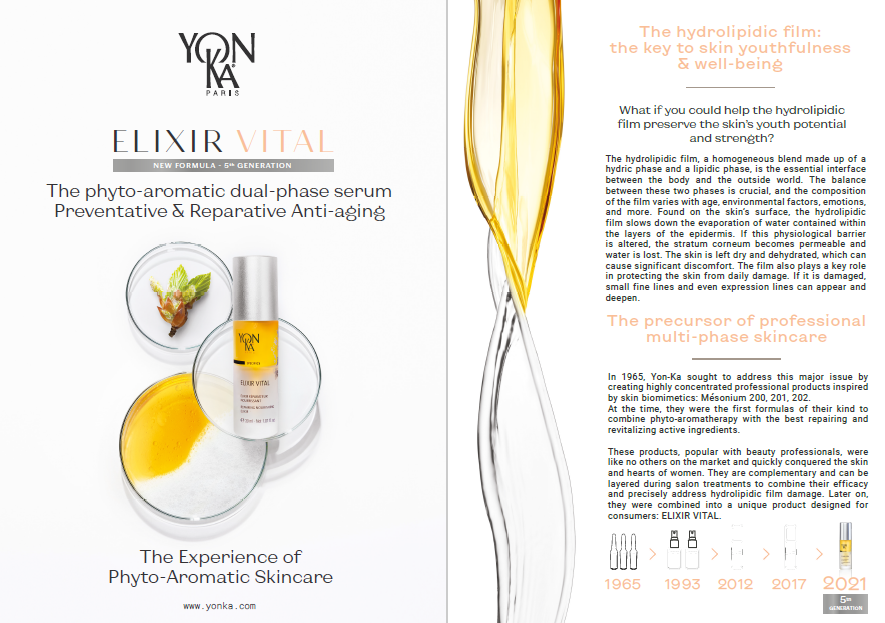 YON
KA
PARIS
ELIXIR VITAL
NEW FORMULA - 5th GENERATION
The phyto-aromatic dual-phase serum
Preventative & Reparative Anti-aging
YON
KA
ELIXIR VITAL
The Experience of
Phyto-Aromatic Skincare
www.yonka.com
The hydrolipidic film:
the key to skin youthfulness
& well-being
What if you could help the hydrolipidic
film preserve the skin's youth potential
and strength?
The hydrolipidic film, a homogeneous blend made up of a
hydric phase and a lipidic phase, is the essential interface
between the body and the outside world. The balance
between these two phases is crucial, and the composition
of the film varies with age, environmental factors, emotions,
and more. Found on the skin's surface, the hydrolipidic
film slows down the evaporation of water contained within
the layers of the epidermis. If this physiological barrier
is altered, the stratum corneum becomes permeable and
water is lost. The skin is left dry and dehydrated, which can
cause significant discomfort. The film also plays a key role
in protecting the skin from daily damage. If it is damaged,
small fine lines and even expression lines can appear and
deepen.
The precursor of professional
multi-phase skincare
In 1965, Yon-Ka sought to address this major issue by
creating highly concentrated professional products inspired
by skin biomimetics: Mésonium 200, 201, 202.
At the time, they were the first formulas of their kind to
combine phyto-aromatherapy with the best repairing and
revitalizing active ingredients.
These products, popular with beauty professionals, were
like no others on the market and quickly conquered the skin
and hearts of women. They are complementary and can be
layered during salon treatments to combine their efficacy
and precisely address hydrolipidic film damage. Later on,
they were combined into a unique product designed for
consumers: ELIXIR VITAL.
1965 > 1993 > 2012 > 2017 > 2021
5th
GENERATION